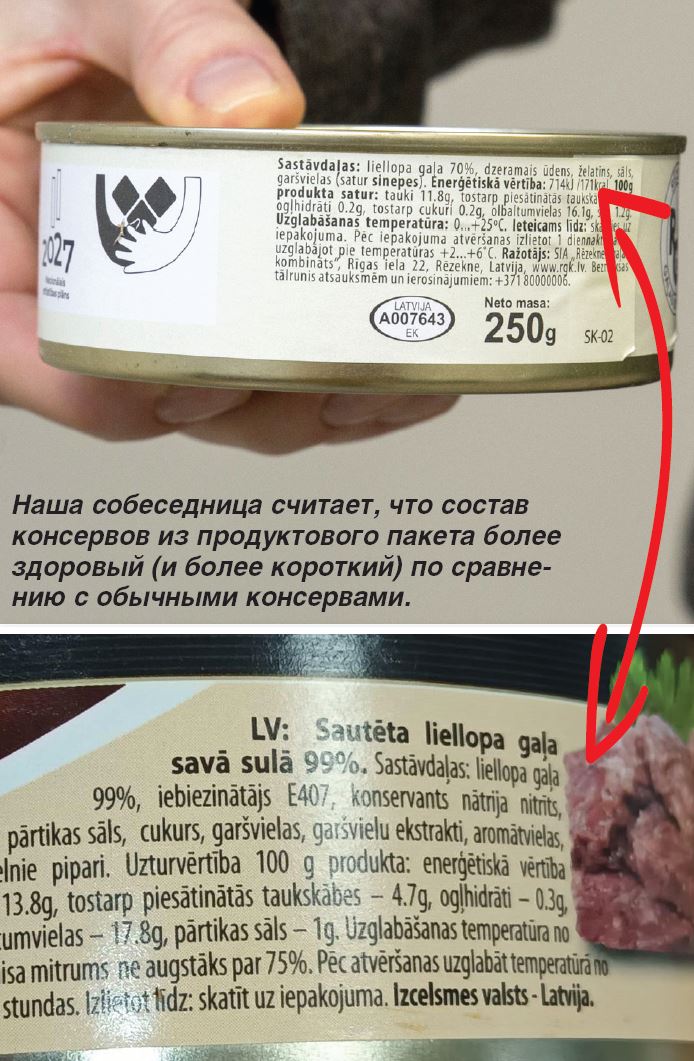 2027
Sastāvdaļas: liellopa gaļa 70%, dzeramais ūdens, želatīns, sāls,
garšvielas (satur sinepes). Enerģētiskā vērtība: 714kJ /171kcal 100g
produkta satur: tauki 11.8g, tostarp piesātinātās
ogļhidrāti 0.2g, tostarp cukuri 0.2g, olbaltumvielas 16.1g, 1.2g.
Uzglabāšanas temperatūra: 0...+25°C. Ieteicams līdz: uz
iepakojuma. Pēc iepakojuma atvēršanas izlietot 1
uzglabājot pie temperatūras +2...+6°C. Ražotājs: SIA „Rēzeknes
kombināts", Rīgas iela 22, Rēzekne, Latvija, www.rgk.lv.
tālrunis atsauksmēm un ierosinājumiem: +371 80000006.
LATVIJA
A007643
EK
Neto masa:
250g
SK-02
Наша собеседница считает, что состав
консервов из продуктового пакета более
здоровый (и более короткий) по сравне-
нию с обычными консервами.
LV: Sautēta liellopa gaļa
savā sulā 99%. Sastāvdaļas: liellopa gaļa
99%, iebiezinātājs E407, konservants nātrija nitrīts,
pārtikas sāls, cukurs, garšvielas, garšvielu ekstrakti, aromātvielas,
elnie pipari. Uzturvērtība 100 g produkta: enerģētiskā vērtība
13.8g, tostarp piesātinātās taukskābes – 4.7g, ogļhidrāti – 0.3g,
tumvielas – 17.8g, pārtikas sāls – 1g. Uzglabāšanas temperatūra no
isa mitrums ne augstāks par 75%. Pēc atvēršanas uzglabāt temperatūrā no
stundas. Izlietot līdz: skatīt uz iepakojuma. Izcelsmes valsts - Latvija.